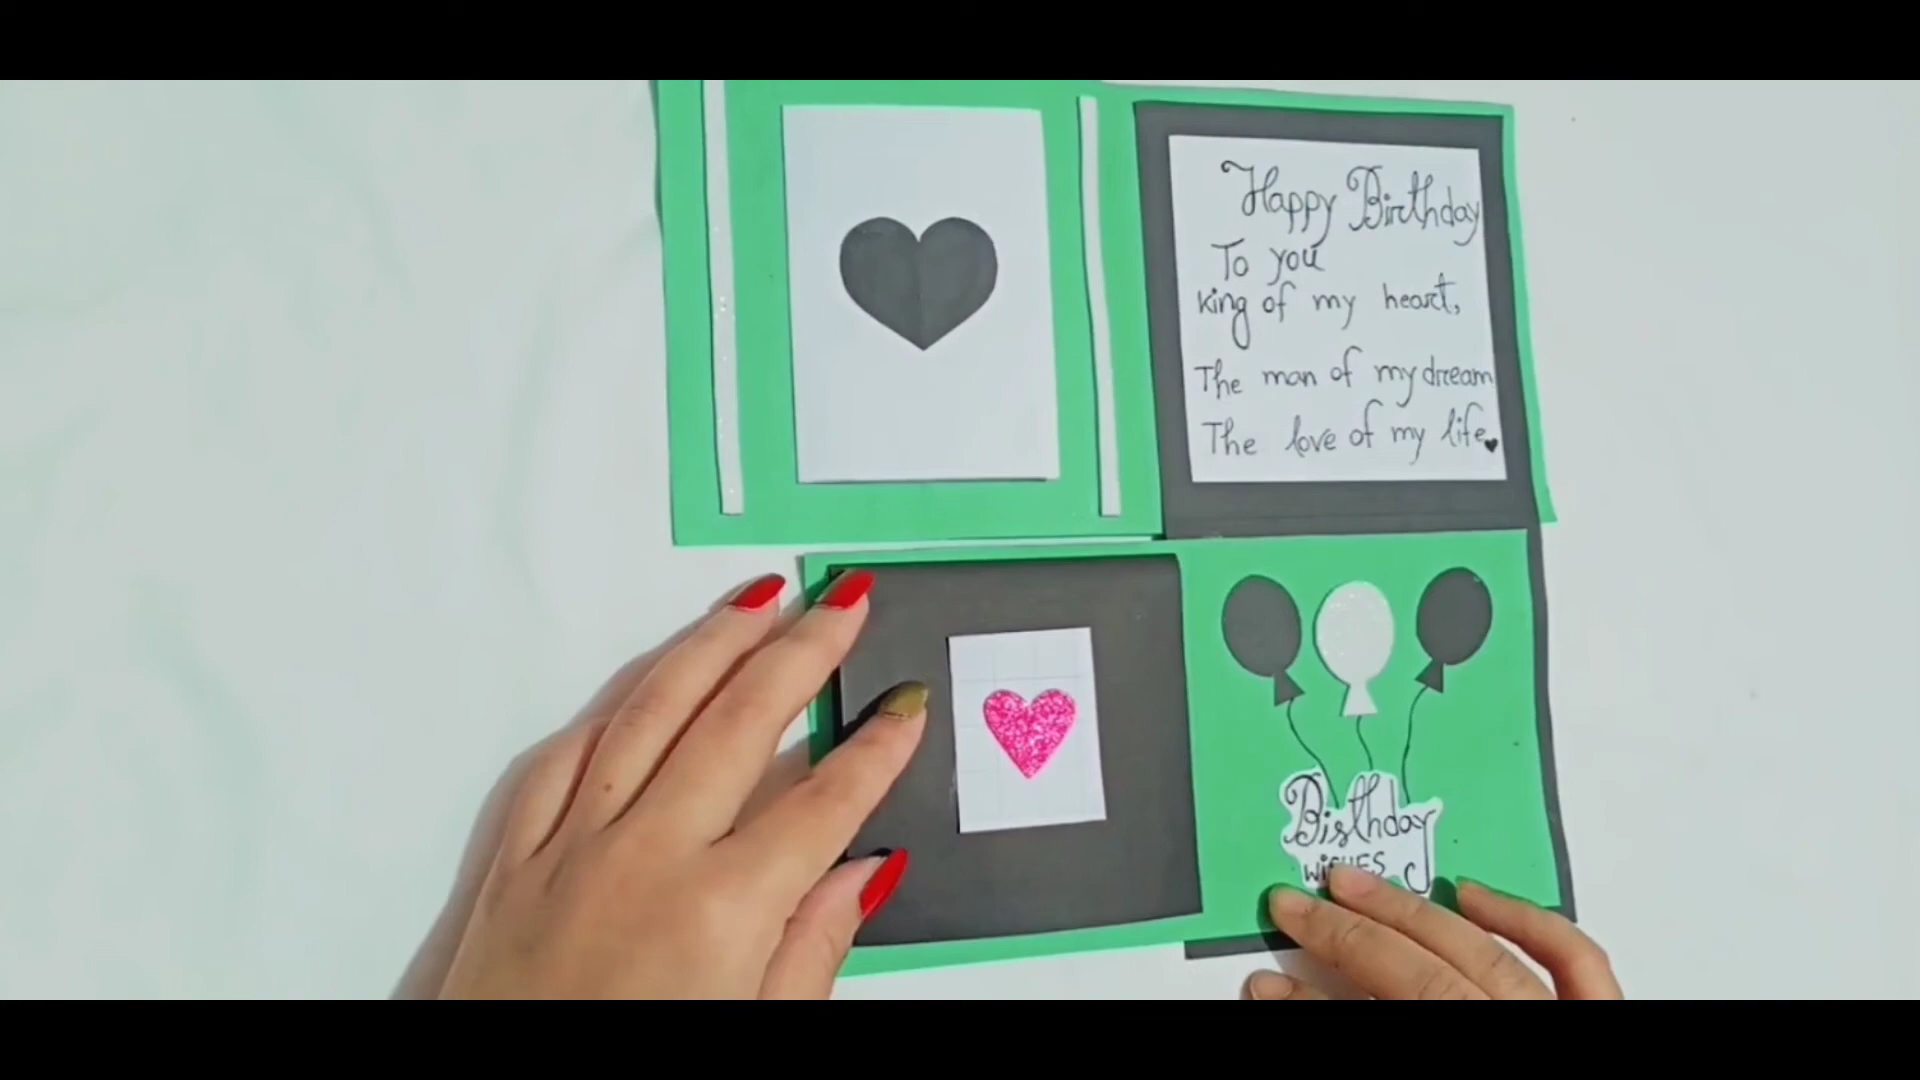 Happy Birthday
To you
King of my heart,
The man of my dream
The love of my life
Birthday
WISHES